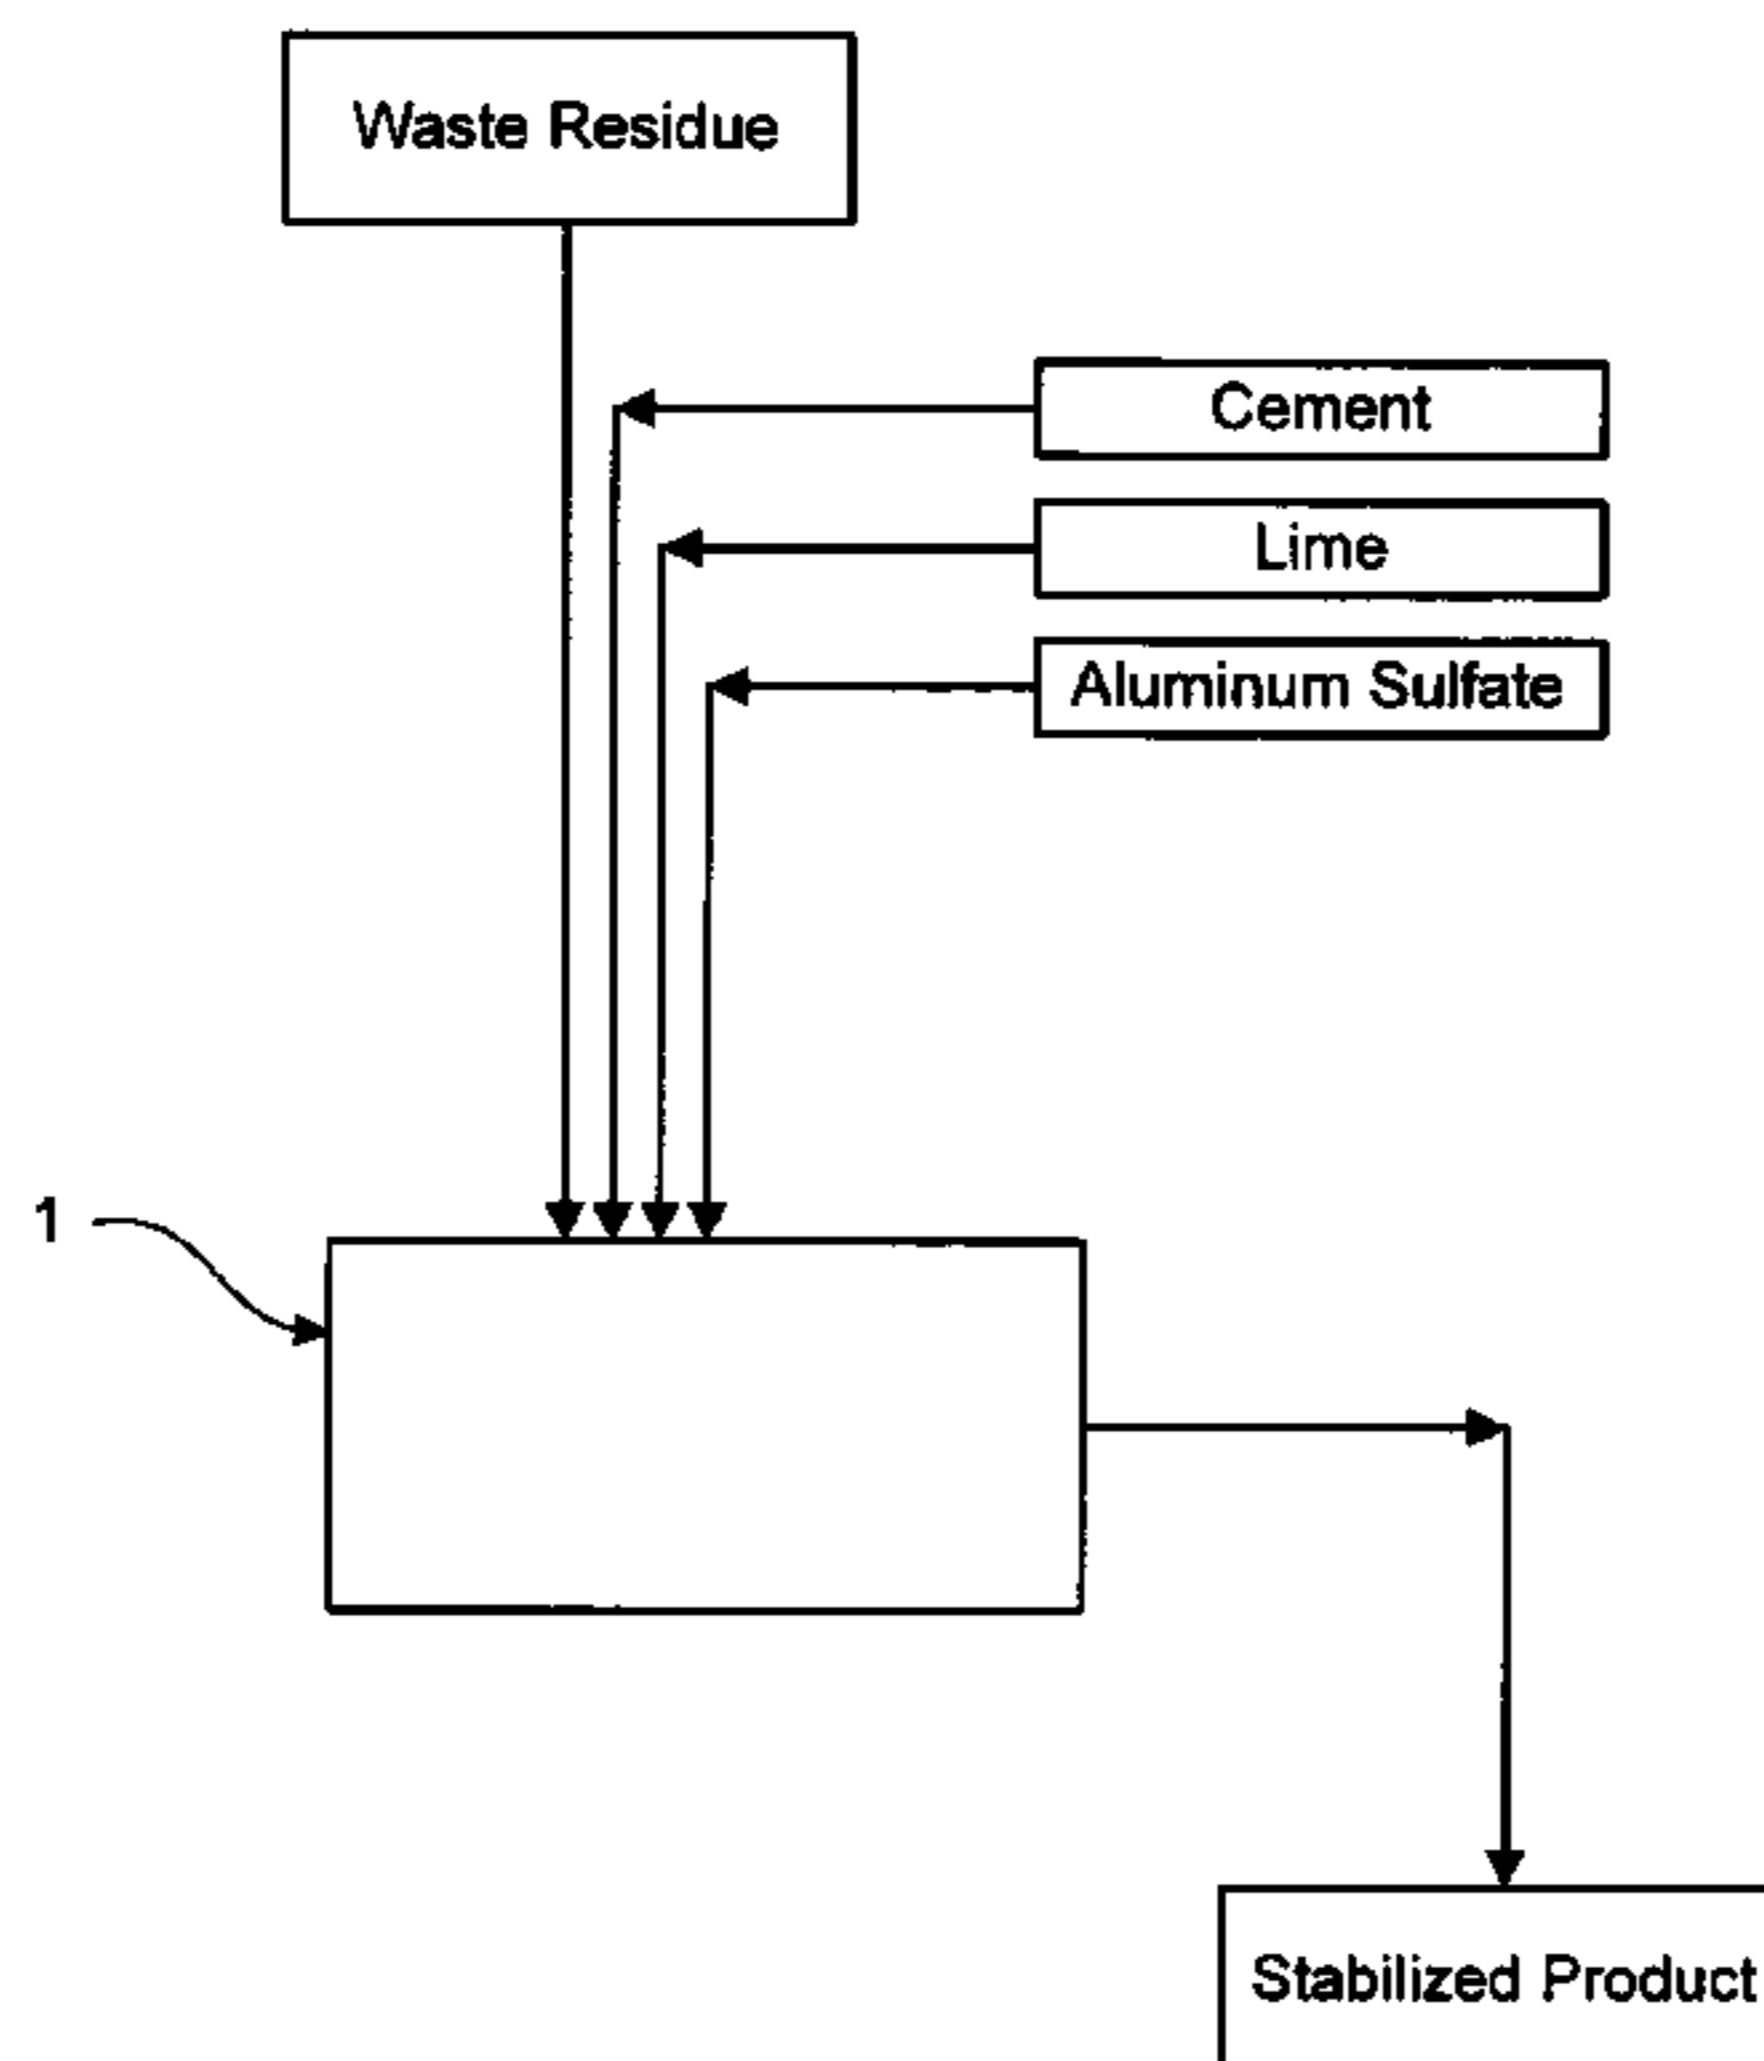 Waste Residue
Cement
Lime
Aluminum Sulfate
1
Stabilized Product